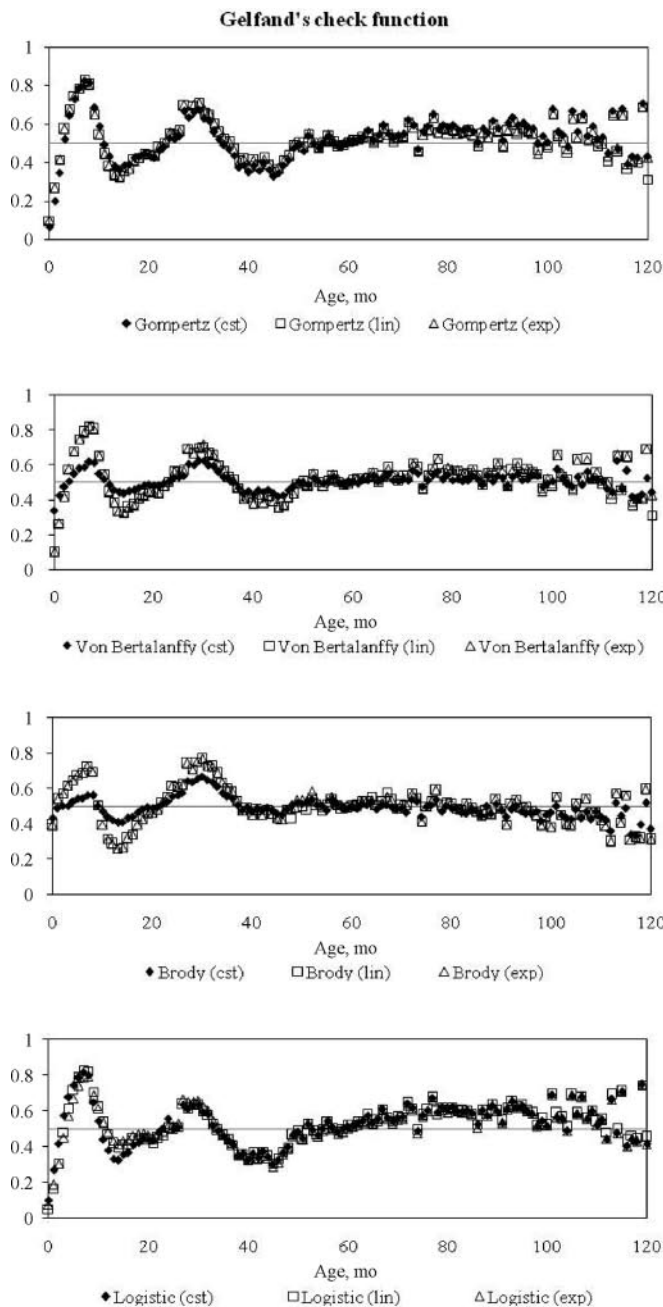 Gelfand's check function
1
0.8
0.6
0.4
0.2
0
0 20 40 60 80 100 120
Age, mo
◆ Gompertz (cst) □ Gompertz (lin) △ Gompertz (exp)
1
0.8
0.6
0.4
0.2
0
0 20 40 60 80 100 120
Age, mo
◆ Von Bertalanffy (cst) □ Von Bertalanffy (lin) △ Von Bertalanffy (exp)
1
0.8
0.6
0.4
0.2
0
0 20 40 60 80 100 120
Age, mo
◆ Brody (cst) □ Brody (lin) △ Brody (exp)
1
0.8
0.6
0.4
0.2
0
0 20 40 60 80 100 120
Age, mo
◆ Logistic (cst) □ Logistic (lin) △ Logistic (exp)